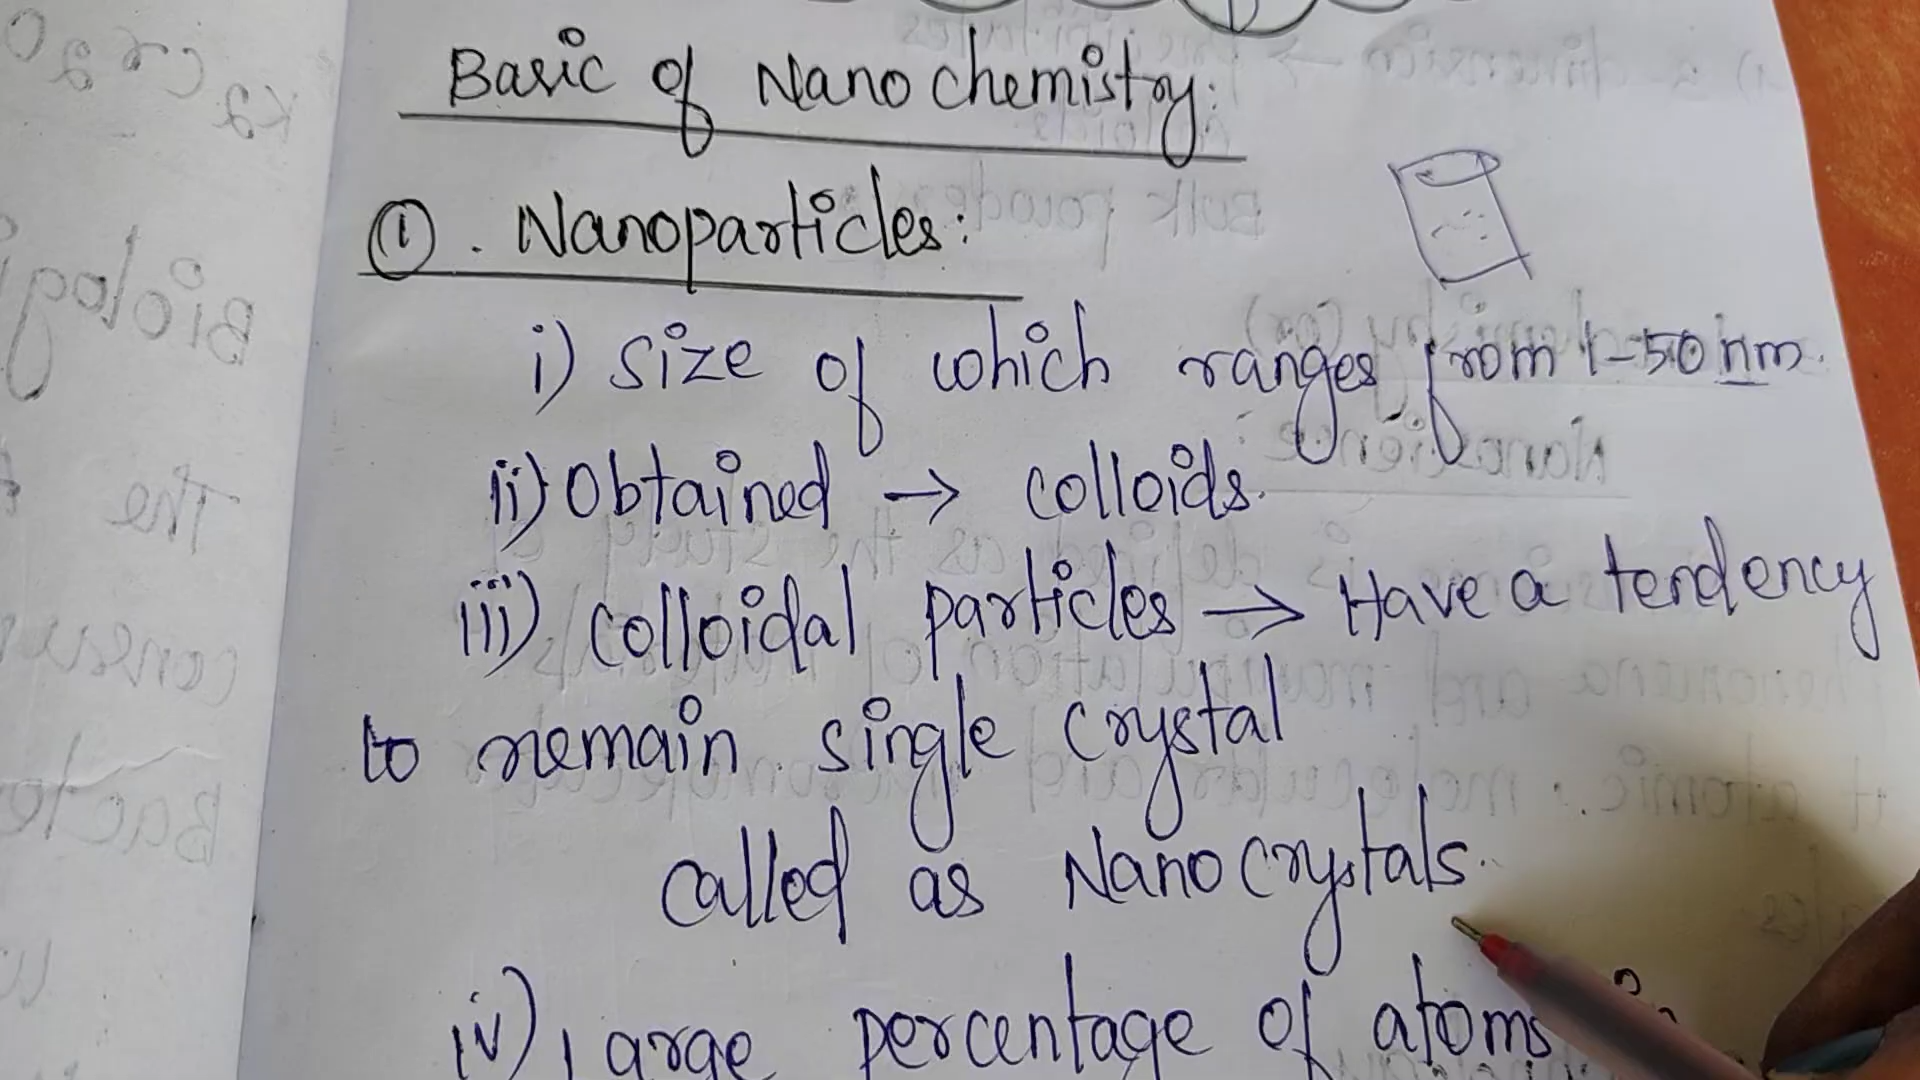 Basic of Nano chemistry:
① . Nanoparticles:
i) Size of which ranges from 1-50 nm.
ii) Obtained → colloids.
iii) colloidal particles → Have a tendency
to remain single crystal
called as Nano crystals.
iv) Large percentage of atoms